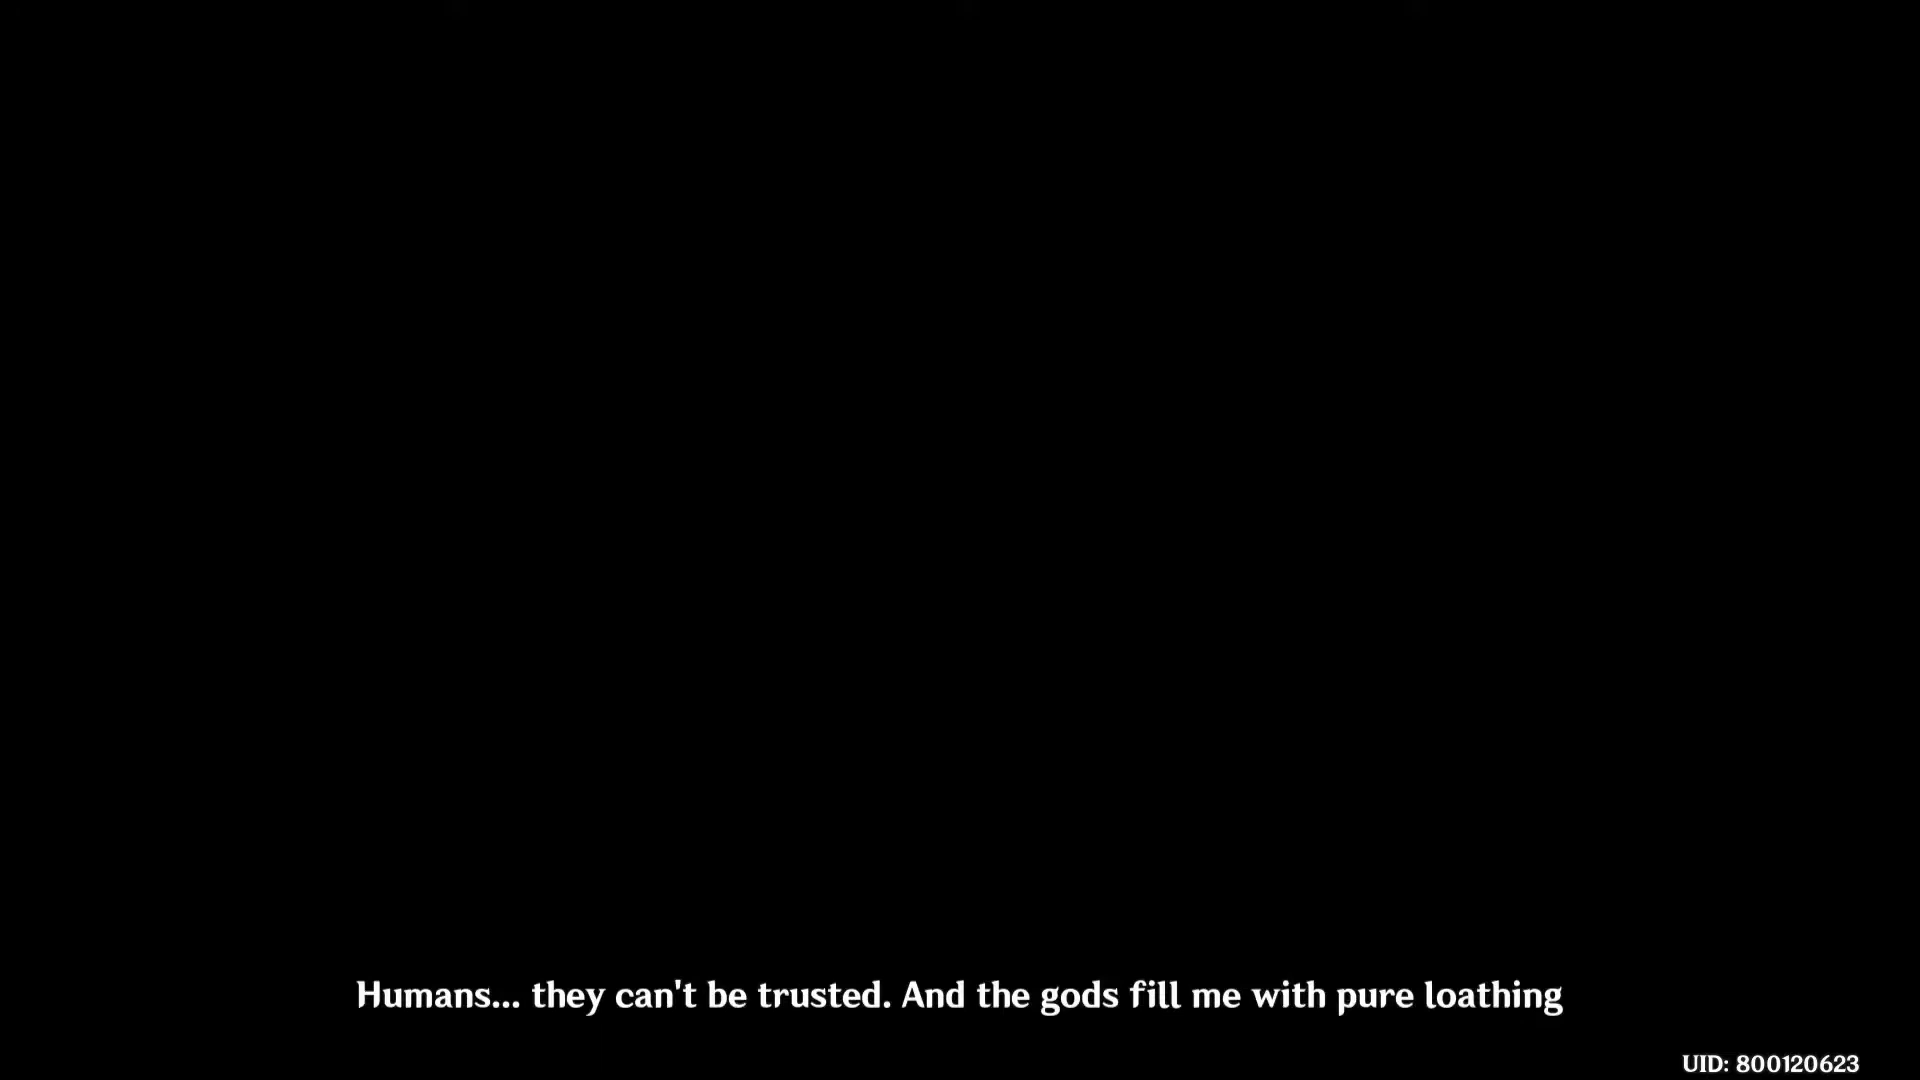 Humans... they can't be trusted. And the gods fill me with pure loathing
UID: 800120623